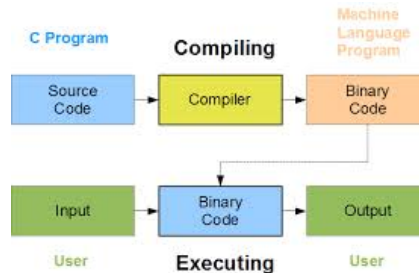 C Program
Compiling
Machine
Language
Program
Source
Code
Compiler
Binary
Code
Input
Binary
Code
Output
User
Executing
User